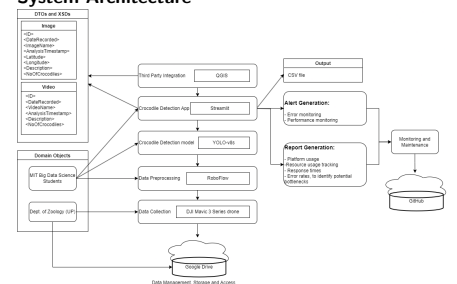 System Architecture
DTOs and XSDs
Image
<ID>
<DateRecorded>
<ImageName>
<AnalysisTimestamp>
<Latitude>
<Longitude>
<Description>
<NoOfCrocodiles>
Video
<ID>
<DateRecorded>
<VideoName>
<AnalysisTimestamp>
<Description>
<NoOfCrocodiles>
Domain Objects
MIT Big Data Science
Students
Dept. of Zoology (UP)
Third Party Integration
QGIS
Crocodile Detection App
Streamlit
Crocodile Detection model
YOLO-v8s
Data Preprocessing
RoboFlow
Data Collection
DJI Mavic 3 Series drone
Google Drive
Data Management, Storage and Access
Output
CSV file
Alert Generation:
- Error monitoring
- Performance monitoring
Report Generation:
- Platform usage
-Resource usage tracking
- Response times
- Error rates, to identify potential
bottlenecks
Monitoring and
Maintenance
GitHub